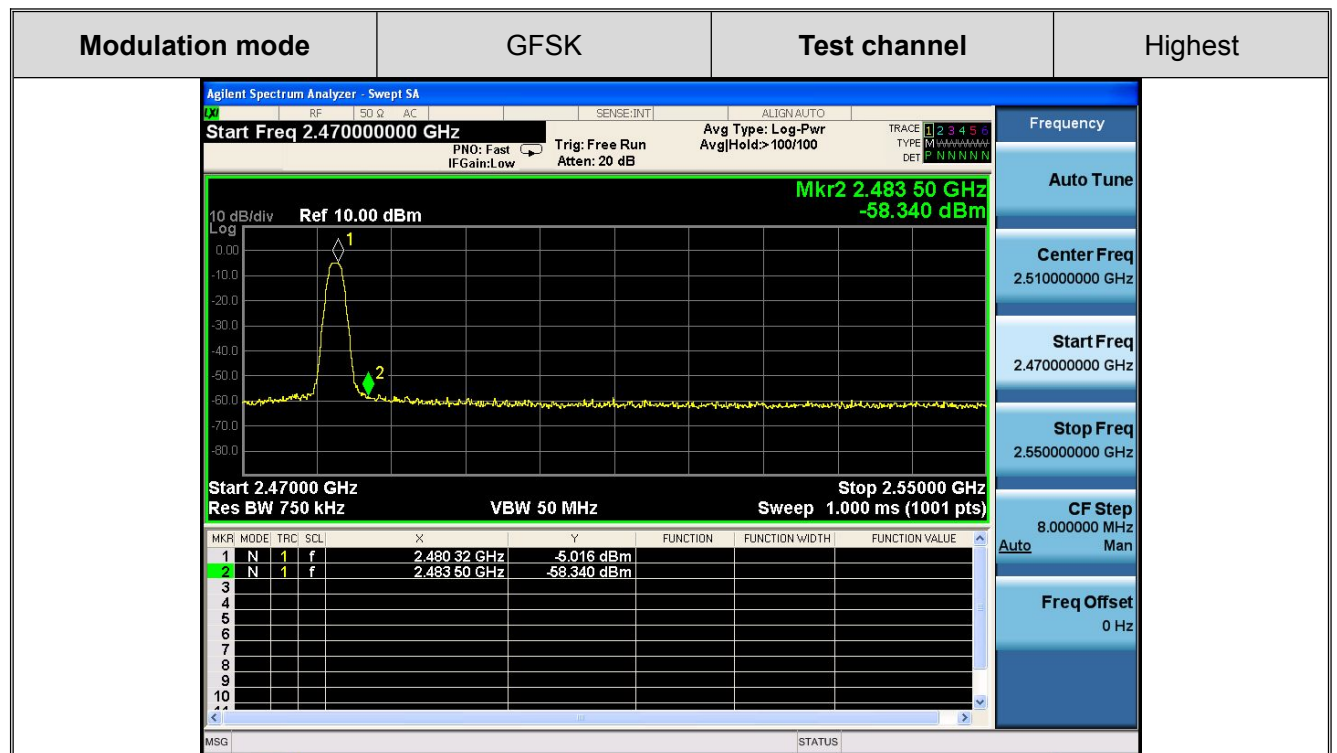 Modulation mode GFSK Test channel Highest
Agilent Spectrum Analyzer - Swept SA
LXI RF 50 Ω AC SENSE:INT ALIGN AUTO
Start Freq 2.470000000 GHz
PNO: Fast
IFGain:Low
Trig: Free Run
Atten: 20 dB
Avg Type: Log-Pwr
Avg|Hold:>100/100
TRACE 1 2 3 4 5 6
TYPE M
DET P N N N N N
Mkr2 2.483 50 GHz
-58.340 dBm
10 dB/div Ref 10.00 dBm
Log
0.00
-10.0
-20.0
-30.0
-40.0
-50.0
-60.0
-70.0
-80.0
1
2
Start 2.47000 GHz Stop 2.55000 GHz
Res BW 750 kHz VBW 50 MHz Sweep 1.000 ms (1001 pts)
MKR MODE TRC SCL X Y FUNCTION FUNCTION WIDTH FUNCTION VALUE
1 N 1 f 2.480 32 GHz -5.016 dBm
2 N 1 f 2.483 50 GHz -58.340 dBm
3
4
5
6
7
8
9
10
MSG STATUS
Frequency
Auto Tune
Center Freq
2.510000000 GHz
Start Freq
2.470000000 GHz
Stop Freq
2.550000000 GHz
CF Step
8.000000 MHz
Auto Man
Freq Offset
0 Hz